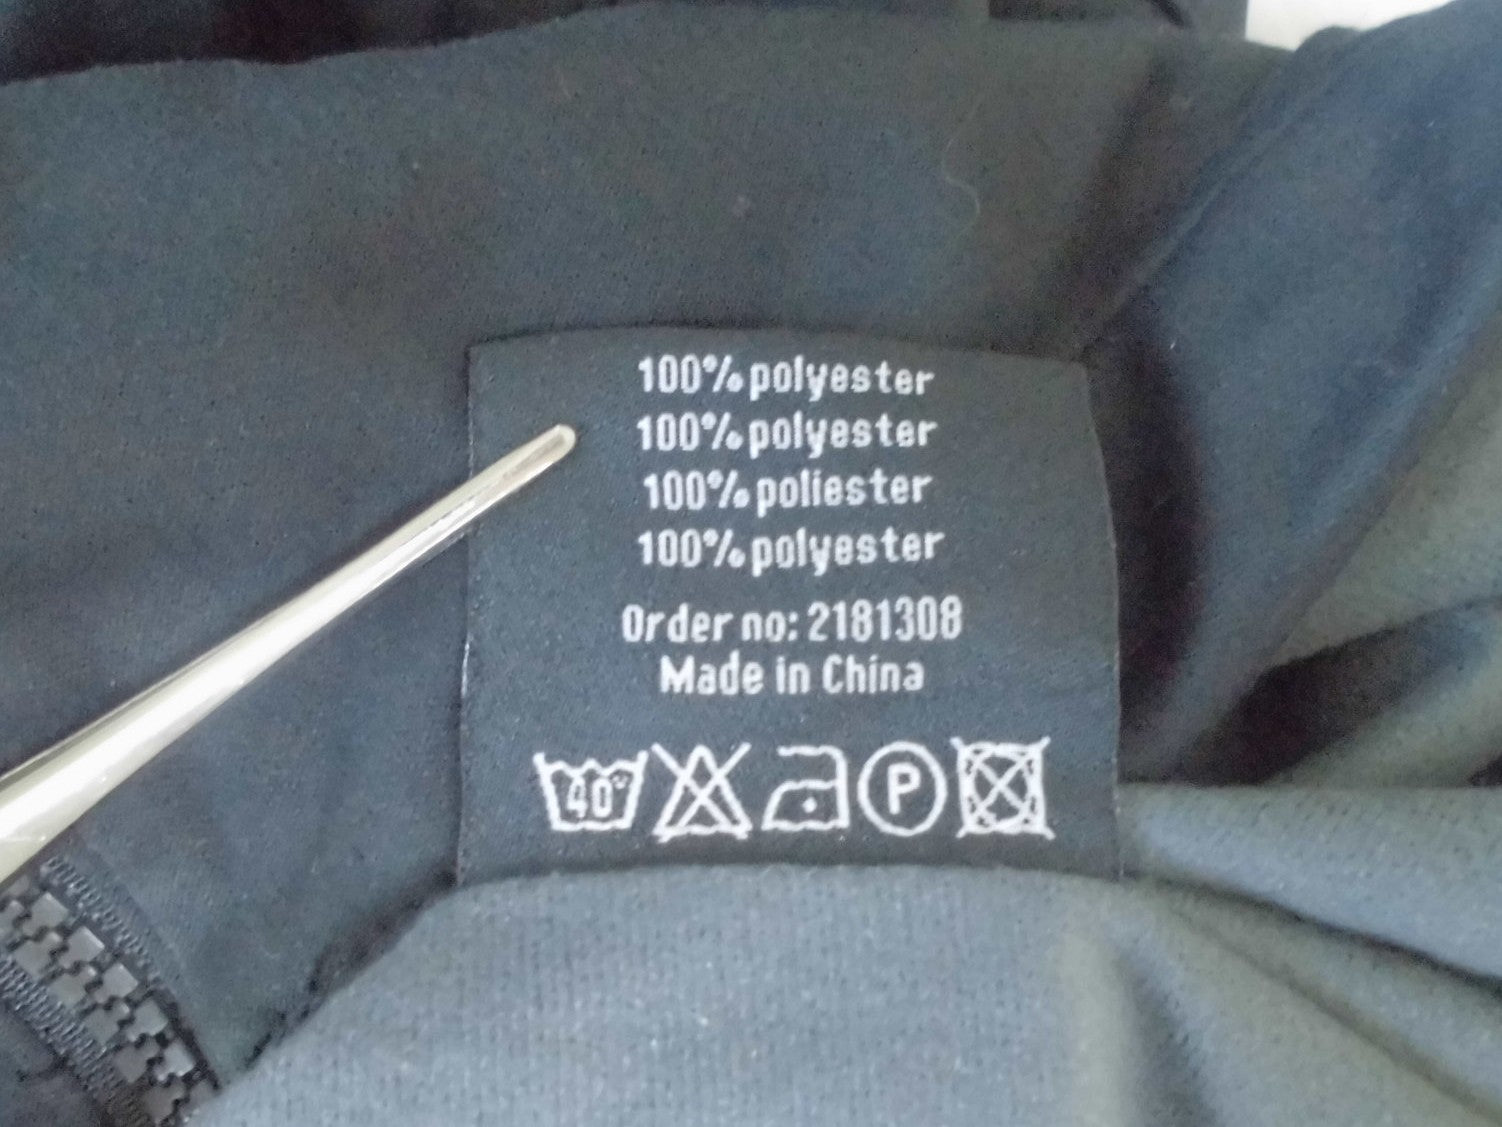 100% polyester
100% polyester
100% poliester
100% polyester
Order no: 2181308
Made in China
40° P